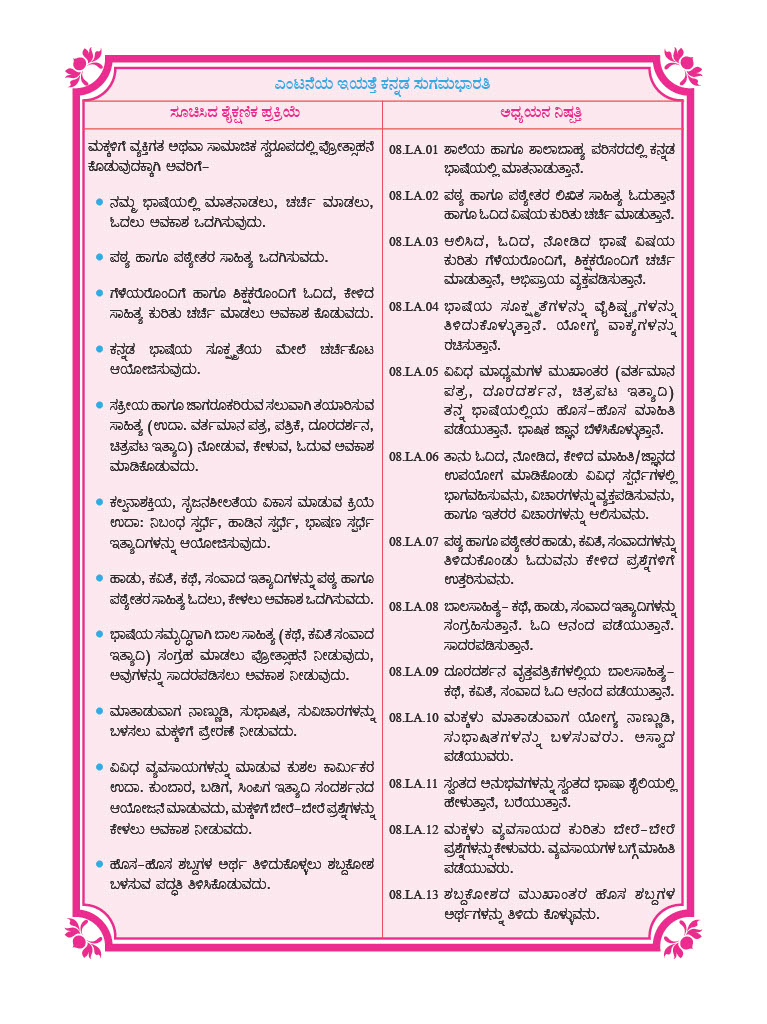 ಎಂಟನೆಯ ಇಯತ್ತೆ ಕನ್ನಡ ಸುಗಮಭಾರತಿ
ಸೂಚಿಸಿದ ಶೈಕ್ಷಣಿಕ ಪ್ರಕ್ರಿಯೆ
ಮಕ್ಕಳಿಗೆ ವ್ಯಕ್ತಿಗತ ಅಥವಾ ಸಾಮಾಜಿಕ ಸ್ವರೂಪದಲ್ಲಿ ಪ್ರೋತ್ಸಾಹನೆ
ಕೊಡುವುದಕ್ಕಾಗಿ ಅವರಿಗೆ–
• ನಮ್ಮ ಭಾಷೆಯಲ್ಲಿ ಮಾತನಾಡಲು, ಚರ್ಚೆ ಮಾಡಲು,
ಓದಲು ಅವಕಾಶ ಒದಗಿಸುವುದು.
• ಪಠ್ಯ ಹಾಗೂ ಪಠ್ಯೇತರ ಸಾಹಿತ್ಯ ಒದಗಿಸುವದು.
• ಗೆಳೆಯರೊಂದಿಗೆ ಹಾಗೂ ಶಿಕ್ಷಕರೊಂದಿಗೆ ಓದಿದ, ಕೇಳಿದ
ಸಾಹಿತ್ಯ ಕುರಿತು ಚರ್ಚೆ ಮಾಡಲು ಅವಕಾಶ ಕೊಡುವದು.
• ಕನ್ನಡ ಭಾಷೆಯ ಸೂಕ್ಷ್ಮತೆಯ ಮೇಲೆ ಚರ್ಚೆಕೊಟ
ಆಯೋಜಿಸುವುದು.
• ಸಕ್ರೀಯ ಹಾಗೂ ಜಾಗರೂಕರಿರುವ ಸಲುವಾಗಿ ತಯಾರಿಸುವ
ಸಾಹಿತ್ಯ (ಉದಾ. ವರ್ತಮಾನ ಪತ್ರ, ಪತ್ರಿಕೆ, ದೂರದರ್ಶನ,
ಚಿತ್ರಪಟ ಇತ್ಯಾದಿ) ನೋಡುವ, ಕೇಳುವ, ಓದುವ ಅವಕಾಶ
ಮಾಡಿಕೊಡುವದು.
• ಕಲ್ಪನಾಶಕ್ತಿಯ, ಸೃಜನಶೀಲತೆಯ ವಿಕಾಸ ಮಾಡುವ ಕ್ರಿಯೆ
ಉದಾ: ನಿಬಂಧ ಸ್ಪರ್ಧೆ, ಹಾಡಿನ ಸ್ಪರ್ಧೆ, ಭಾಷಣ ಸ್ಪರ್ಧೆ
ಇತ್ಯಾದಿಗಳನ್ನು ಆಯೋಜಿಸುವುದು.
• ಹಾಡು, ಕವಿತೆ, ಕಥೆ, ಸಂವಾದ ಇತ್ಯಾದಿಗಳನ್ನು ಪಠ್ಯ ಹಾಗೂ
ಪಠ್ಯೇತರ ಸಾಹಿತ್ಯ ಓದಲು, ಕೇಳಲು ಅವಕಾಶ ಒದಗಿಸುವದು.
• ಭಾಷೆಯ ಸಮೃದ್ಧಿಗಾಗಿ ಬಾಲ ಸಾಹಿತ್ಯ (ಕಥೆ, ಕವಿತೆ ಸಂವಾದ
ಇತ್ಯಾದಿ) ಸಂಗ್ರಹ ಮಾಡಲು ಪ್ರೋತ್ಸಾಹನೆ ನೀಡುವುದು,
ಅವುಗಳನ್ನು ಸಾದರಪಡಿಸಲು ಅವಕಾಶ ನೀಡುವುದು.
• ಮಾತಾಡುವಾಗ ನಾಣ್ಣುಡಿ, ಸುಭಾಷಿತ, ಸುವಿಚಾರಗಳನ್ನು
ಬಳಸಲು ಮಕ್ಕಳಿಗೆ ಪ್ರೇರಣೆ ನೀಡುವದು.
• ವಿವಿಧ ವ್ಯವಸಾಯಗಳನ್ನು ಮಾಡುವ ಕುಶಲ ಕಾರ್ಮಿಕರ
ಉದಾ. ಕುಂಬಾರ, ಬಡಿಗ, ಸಿಂಪಿಗ ಇತ್ಯಾದಿ ಸಂದರ್ಶನದ
ಆಯೋಜನೆ ಮಾಡುವದು, ಮಕ್ಕಳಿಗೆ ಬೇರೆ–ಬೇರೆ ಪ್ರಶ್ನೆಗಳನ್ನು
ಕೇಳಲು ಅವಕಾಶ ನೀಡುವದು.
• ಹೊಸ–ಹೊಸ ಶಬ್ದಗಳ ಅರ್ಥ ತಿಳಿದುಕೊಳ್ಳಲು ಶಬ್ದಕೋಶ
ಬಳಸುವ ಪದ್ಧತಿ ತಿಳಿಸಿಕೊಡುವದು.
ಅಧ್ಯಯನ ನಿಷ್ಪತ್ತಿ
08.LA.01 ಶಾಲೆಯ ಹಾಗೂ ಶಾಲಾಬಾಹ್ಯ ಪರಿಸರದಲ್ಲಿ ಕನ್ನಡ
ಭಾಷೆಯಲ್ಲಿ ಮಾತನಾಡುತ್ತಾನೆ.
08.LA.02 ಪಠ್ಯ ಹಾಗೂ ಪಠ್ಯೇತರ ಲಿಖಿತ ಸಾಹಿತ್ಯ ಓದುತ್ತಾನೆ
ಹಾಗೂ ಓದಿದ ವಿಷಯ ಕುರಿತು ಚರ್ಚೆ ಮಾಡುತ್ತಾನೆ.
08.LA.03 ಆಲಿಸಿದ, ಓದಿದ, ನೋಡಿದ ಭಾಷೆ ವಿಷಯ
ಕುರಿತು ಗೆಳೆಯರೊಂದಿಗೆ, ಶಿಕ್ಷಕರೊಂದಿಗೆ ಚರ್ಚೆ
ಮಾಡುತ್ತಾನೆ, ಅಭಿಪ್ರಾಯ ವ್ಯಕ್ತಪಡಿಸುತ್ತಾನೆ.
08.LA.04 ಭಾಷೆಯ ಸೂಕ್ಷ್ಮತೆಗಳನ್ನು ವೈಶಿಷ್ಟ್ಯಗಳನ್ನು
ತಿಳಿದುಕೊಳ್ಳುತ್ತಾನೆ. ಯೋಗ್ಯ ವಾಕ್ಯಗಳನ್ನು
ರಚಿಸುತ್ತಾನೆ.
08.LA.05 ವಿವಿಧ ಮಾಧ್ಯಮಗಳ ಮುಖಾಂತರ (ವರ್ತಮಾನ
ಪತ್ರ, ದೂರದರ್ಶನ, ಚಿತ್ರಪಟ ಇತ್ಯಾದಿ)
ತನ್ನ ಭಾಷೆಯಲ್ಲಿಯ ಹೊಸ–ಹೊಸ ಮಾಹಿತಿ
ಪಡೆಯುತ್ತಾನೆ. ಭಾಷಿಕ ಜ್ಞಾನ ಬೆಳೆಸಿಕೊಳ್ಳುತ್ತಾನೆ.
08.LA.06 ತಾನು ಓದಿದ, ನೋಡಿದ, ಕೇಳಿದ ಮಾಹಿತಿ/ಜ್ಞಾನದ
ಉಪಯೋಗ ಮಾಡಿಕೊಂಡು ವಿವಿಧ ಸ್ಪರ್ಧೆಗಳಲ್ಲಿ
ಭಾಗವಹಿಸುವನು, ವಿಚಾರಗಳನ್ನು ವ್ಯಕ್ತಪಡಿಸುವನು,
ಹಾಗೂ ಇತರರ ವಿಚಾರಗಳನ್ನು ಆಲಿಸುವನು.
08.LA.07 ಪಠ್ಯ ಹಾಗೂ ಪಠ್ಯೇತರ ಹಾಡು, ಕವಿತೆ, ಸಂವಾದಗಳನ್ನು
ತಿಳಿದುಕೊಂಡು ಓದುವನು ಕೇಳಿದ ಪ್ರಶ್ನೆಗಳಿಗೆ
ಉತ್ತರಿಸುವನು.
08.LA.08 ಬಾಲಸಾಹಿತ್ಯ– ಕಥೆ, ಹಾಡು, ಸಂವಾದ ಇತ್ಯಾದಿಗಳನ್ನು
ಸಂಗ್ರಹಿಸುತ್ತಾನೆ. ಓದಿ ಆನಂದ ಪಡೆಯುತ್ತಾನೆ.
ಸಾದರಪಡಿಸುತ್ತಾನೆ.
08.LA.09 ದೂರದರ್ಶನ ವೃತ್ತಪತ್ರಿಕೆಗಳಲ್ಲಿಯ ಬಾಲಸಾಹಿತ್ಯ–
ಕಥೆ, ಕವಿತೆ, ಸಂವಾದ ಓದಿ ಆನಂದ ಪಡೆಯುತ್ತಾನೆ.
08.LA.10 ಮಕ್ಕಳು ಮಾತಾಡುವಾಗ ಯೋಗ್ಯ ನಾಣ್ಣುಡಿ,
ಸುಭಾಷಿತಗಳನ್ನು ಬಳಸುವರು. ಅಸ್ವಾದ
ಪಡೆಯುವರು.
08.LA.11 ಸ್ವಂತದ ಅನುಭವಗಳನ್ನು ಸ್ವಂತದ ಭಾಷಾ ಶೈಲಿಯಲ್ಲಿ
ಹೇಳುತ್ತಾನೆ, ಬರೆಯುತ್ತಾನೆ.
08.LA.12 ಮಕ್ಕಳು ವ್ಯವಸಾಯದ ಕುರಿತು ಬೇರೆ–ಬೇರೆ
ಪ್ರಶ್ನೆಗಳನ್ನು ಕೇಳುವರು. ವ್ಯವಸಾಯಗಳ ಬಗ್ಗೆ ಮಾಹಿತಿ
ಪಡೆಯುವರು.
08.LA.13 ಶಬ್ದಕೋಶದ ಮುಖಾಂತರ ಹೊಸ ಶಬ್ದಗಳ
ಅರ್ಥಗಳನ್ನು ತಿಳಿದು ಕೊಳ್ಳುವನು.